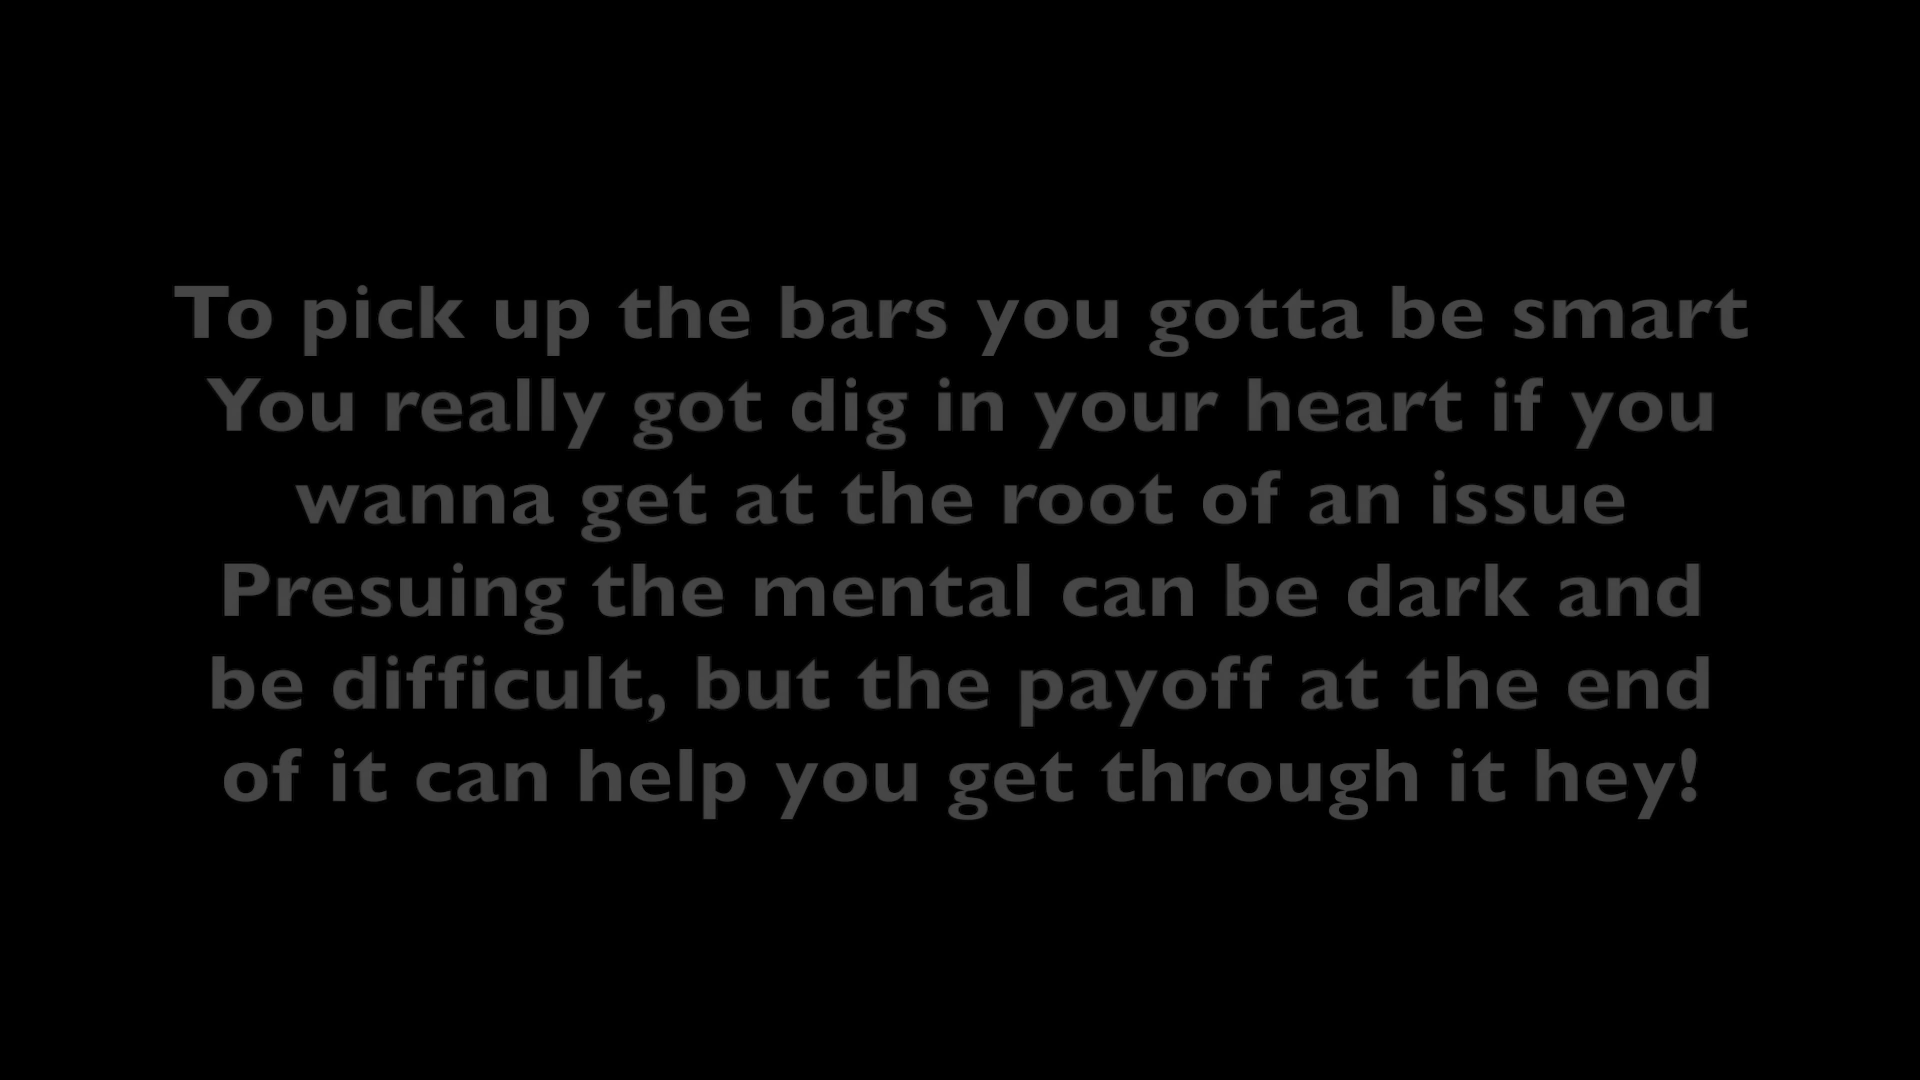 To pick up the bars you gotta be smart
You really got dig in your heart if you
wanna get at the root of an issue
Presuing the mental can be dark and
be difficult, but the payoff at the end
of it can help you get through it hey!